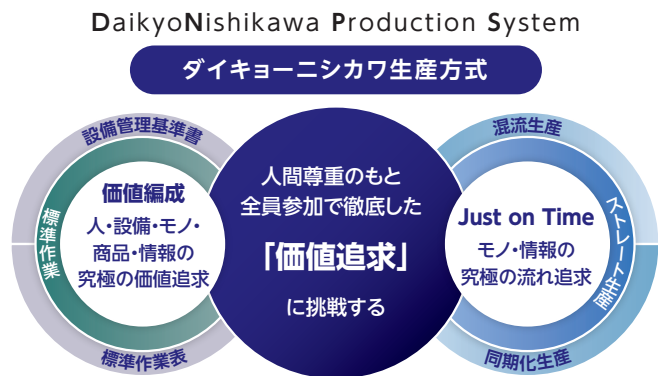 DaikyoNishikawa Production System
ダイキョーニシカワ生産方式
設備管理基準書
標準作業
価値編成
人・設備・モノ・
商品・情報の
究極の価値追求
標準作業表
人間尊重のもと
全員参加で徹底した
「価値追求」
に挑戦する
混流生産
ストレート生産
Just on Time
モノ・情報の
究極の流れ追求
同期化生産